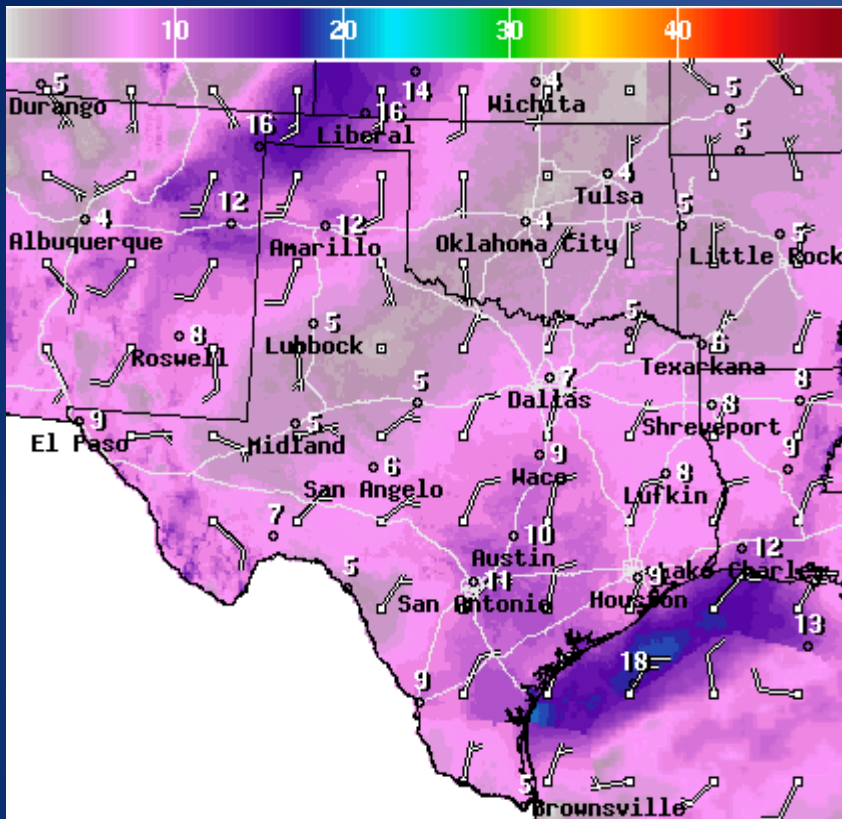 10 20 30 40
5 14 4 5
Durango 16 Wichita
16 Liberal 5
4 Tulsa
4 12 12 4 5 5
Albuquerque Amarillo Oklahoma City Little Rock
8 5 5 6
Roswell Lubbock Texarkana
5 7 8 8
Dallas Shreveport
9 5 9 9
El Paso Midland Waco
6 8
San Angelo Lufkin
7 10 12
Austin
5 11 9 Lake Charles
San Antonio Houston
13
18
9
5
Brownsville